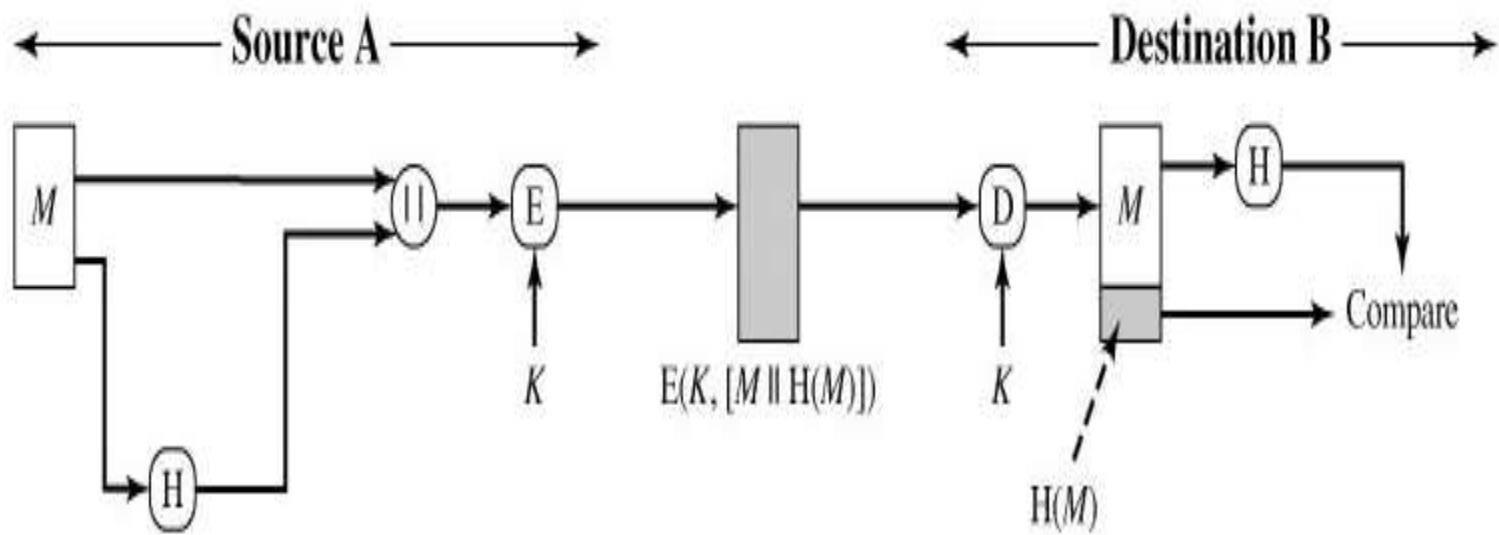 Source A
Destination B
M
||
E
D
M
H
Compare
K
E(K, [M || H(M)])
K
H
H(M)